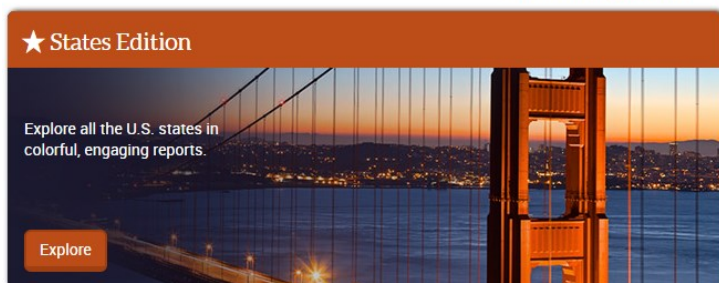 States Edition
Explore all the U.S. states in
colorful, engaging reports.
Explore